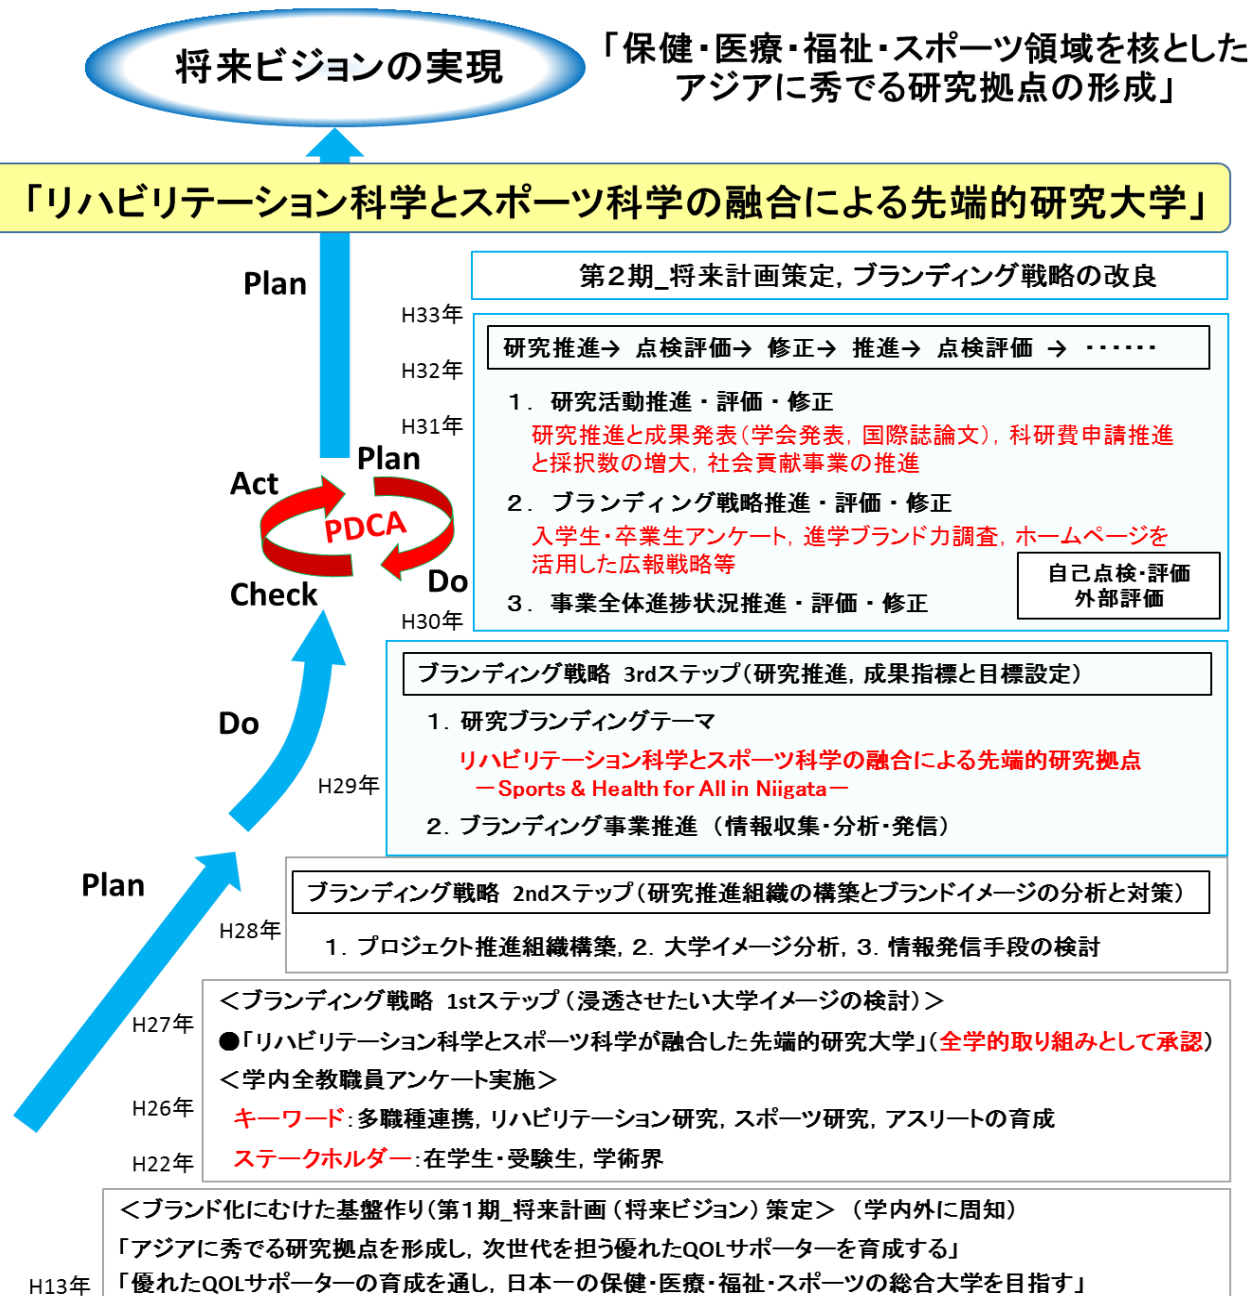 将来ビジョンの実現
「保健・医療・福祉・スポーツ領域を核とした
アジアに秀でる研究拠点の形成」
「リハビリテーション科学とスポーツ科学の融合による先端的研究大学」
Plan
第２期_将来計画策定, ブランディング戦略の改良
H33年
研究推進→ 点検評価→ 修正→ 推進→ 点検評価 → ・・・・・・
H32年
１． 研究活動推進・評価・修正
H31年
研究推進と成果発表（学会発表, 国際誌論文）, 科研費申請推進
と採択数の増大, 社会貢献事業の推進
Plan
Act
PDCA
Check
Do
２． ブランディング戦略推進・評価・修正
入学生・卒業生アンケート, 進学ブランド力調査, ホームページを
活用した広報戦略等
自己点検・評価
外部評価
３． 事業全体進捗状況推進・評価・修正
H30年
ブランディング戦略 3rdステップ（研究推進, 成果指標と目標設定）
１. 研究ブランディングテーマ
Do
リハビリテーション科学とスポーツ科学の融合による先端的研究拠点
－Sports & Health for All in Niigata－
H29年
２. ブランディング事業推進 （情報収集・分析・発信）
Plan
ブランディング戦略 2ndステップ（研究推進組織の構築とブランドイメージの分析と対策）
H28年
１. プロジェクト推進組織構築, ２. 大学イメージ分析, ３. 情報発信手段の検討
＜ブランディング戦略 1stステップ（浸透させたい大学イメージの検討）＞
H27年
●「リハビリテーション科学とスポーツ科学が融合した先端的研究大学」（全学的取り組みとして承認）
＜学内全教職員アンケート実施＞
H26年
キーワード：多職種連携, リハビリテーション研究, スポーツ研究, アスリートの育成
H22年
ステークホルダー：在学生・受験生, 学術界
＜ブランド化にむけた基盤作り（第１期_将来計画（将来ビジョン）策定＞ （学内外に周知）
「アジアに秀でる研究拠点を形成し, 次世代を担う優れたQOLサポーターを育成する」
H13年
「優れたQOLサポーターの育成を通し, 日本一の保健・医療・福祉・スポーツの総合大学を目指す」